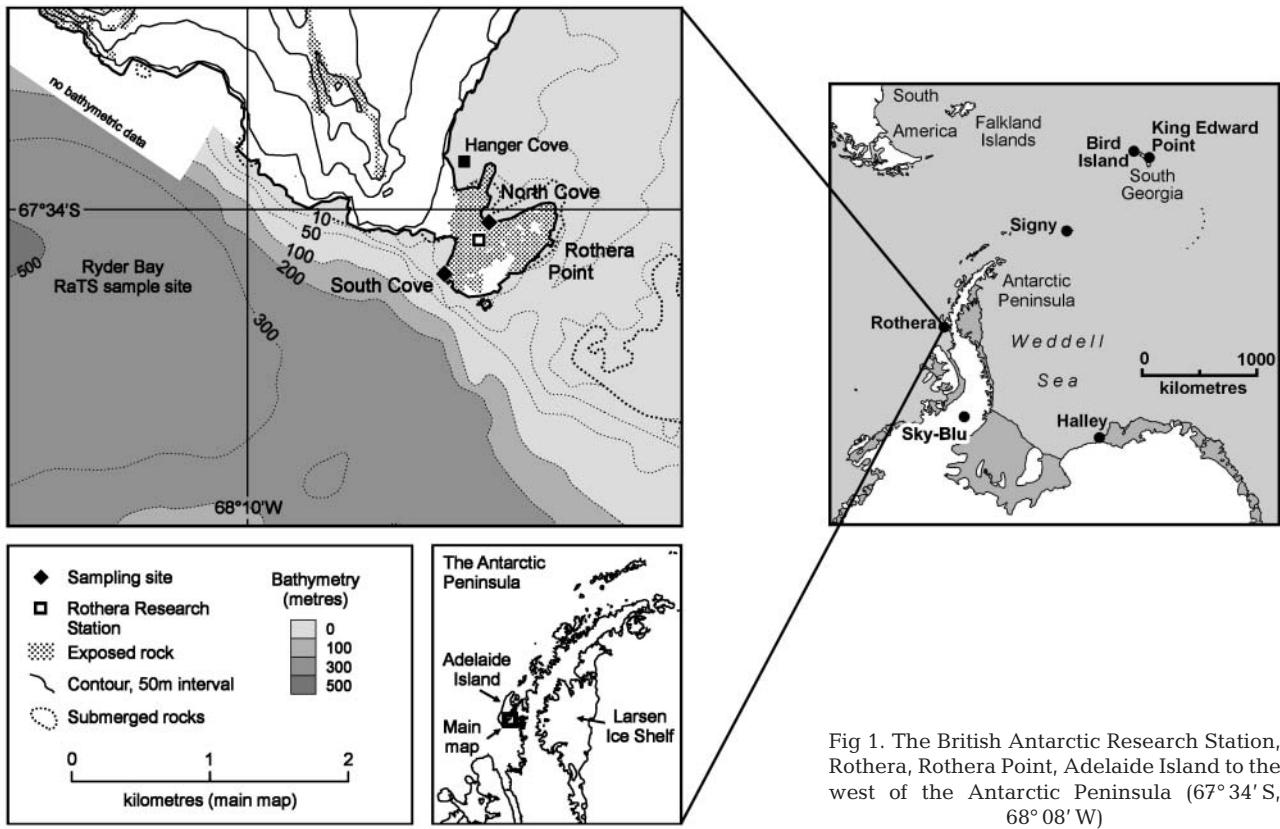 no bathymetric data
Hanger Cove
North Cove
67°34'S
10
50
100
200
500
Ryder Bay
RaTS sample site
300
South Cove
Rothera
Point
68°10'W
South
America
Falkland
Islands
Bird
Island
King Edward
Point
South
Georgia
Signy
Antarctic
Peninsula
Rothera
Weddell
Sea
0 1000
kilometres
Sky-Blu
Halley
Sampling site
Rothera Research
Station
Exposed rock
Contour, 50m interval
Submerged rocks
Bathymetry
(metres)
0
100
300
500
0 1 2
kilometres (main map)
The Antarctic
Peninsula
Adelaide
Island
Main
map
Larsen
Ice Shelf
Fig 1. The British Antarctic Research Station,
Rothera, Rothera Point, Adelaide Island to the
west of the Antarctic Peninsula (67° 34′ S,
68° 08′ W)